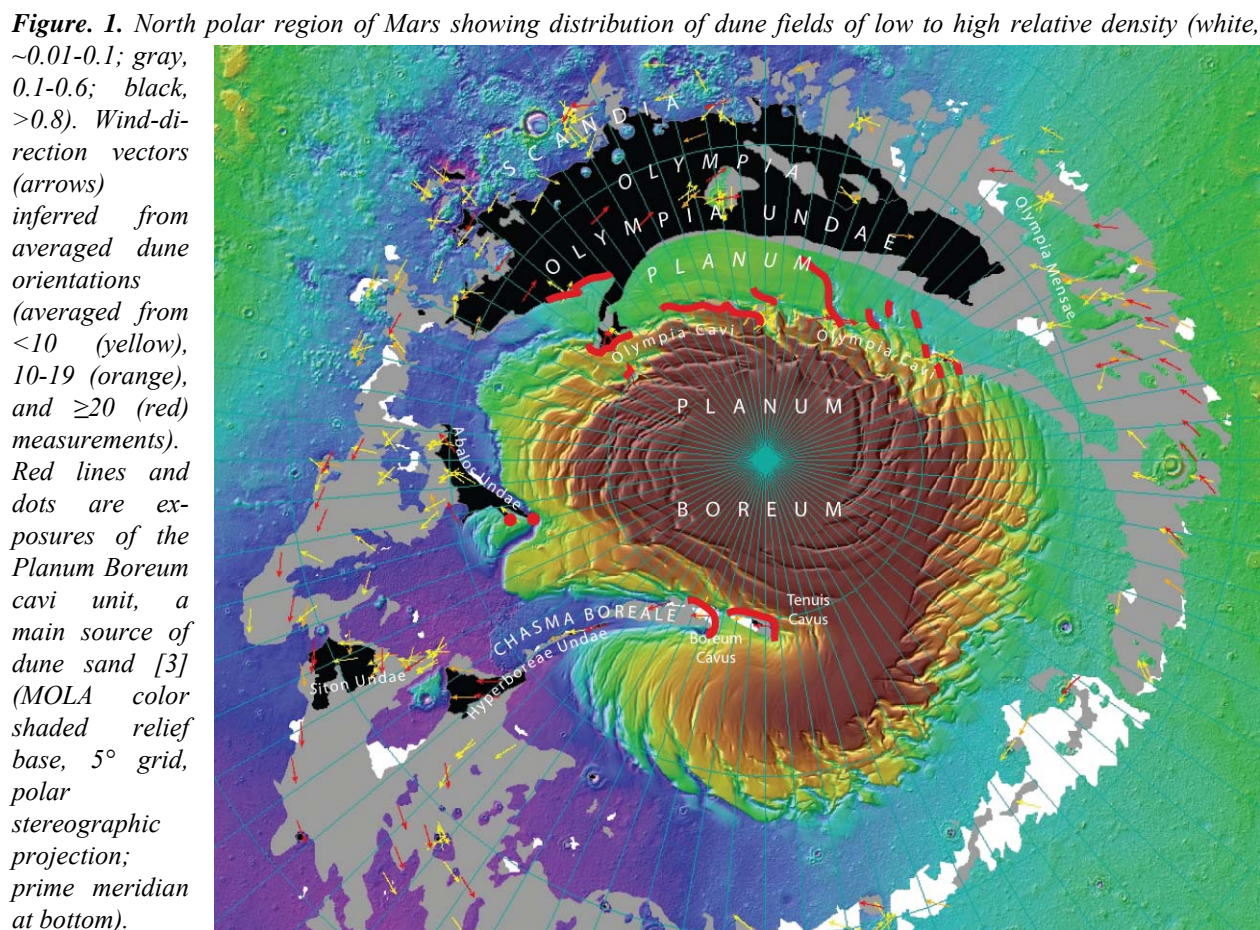 Figure. 1. North polar region of Mars showing distribution of dune fields of low to high relative density (white,
~0.01-0.1; gray,
0.1-0.6; black,
>0.8). Wind-di-
rection vectors
(arrows)
inferred from
averaged dune
orientations
(averaged from
<10 (yellow),
10-19 (orange),
and ≥20 (red)
measurements).
Red lines and
dots are ex-
posures of the
Planum Boreum
cavi unit, a
main source of
dune sand [3]
(MOLA color
shaded relief
base, 5° grid,
polar
stereographic
projection;
prime meridian
at bottom).
SCANDIA
OLYMPIA
OLYMPIA UNDAE
PLANUM
Olympia Mensae
Olympia Cavi
Olympia Cavi
PLANUM
BOREUM
Abalos Undae
Tenuis
Cavus
CHASMA BOREALE
Boreum
Cavus
Hyperboreae Undae
Siton Undae